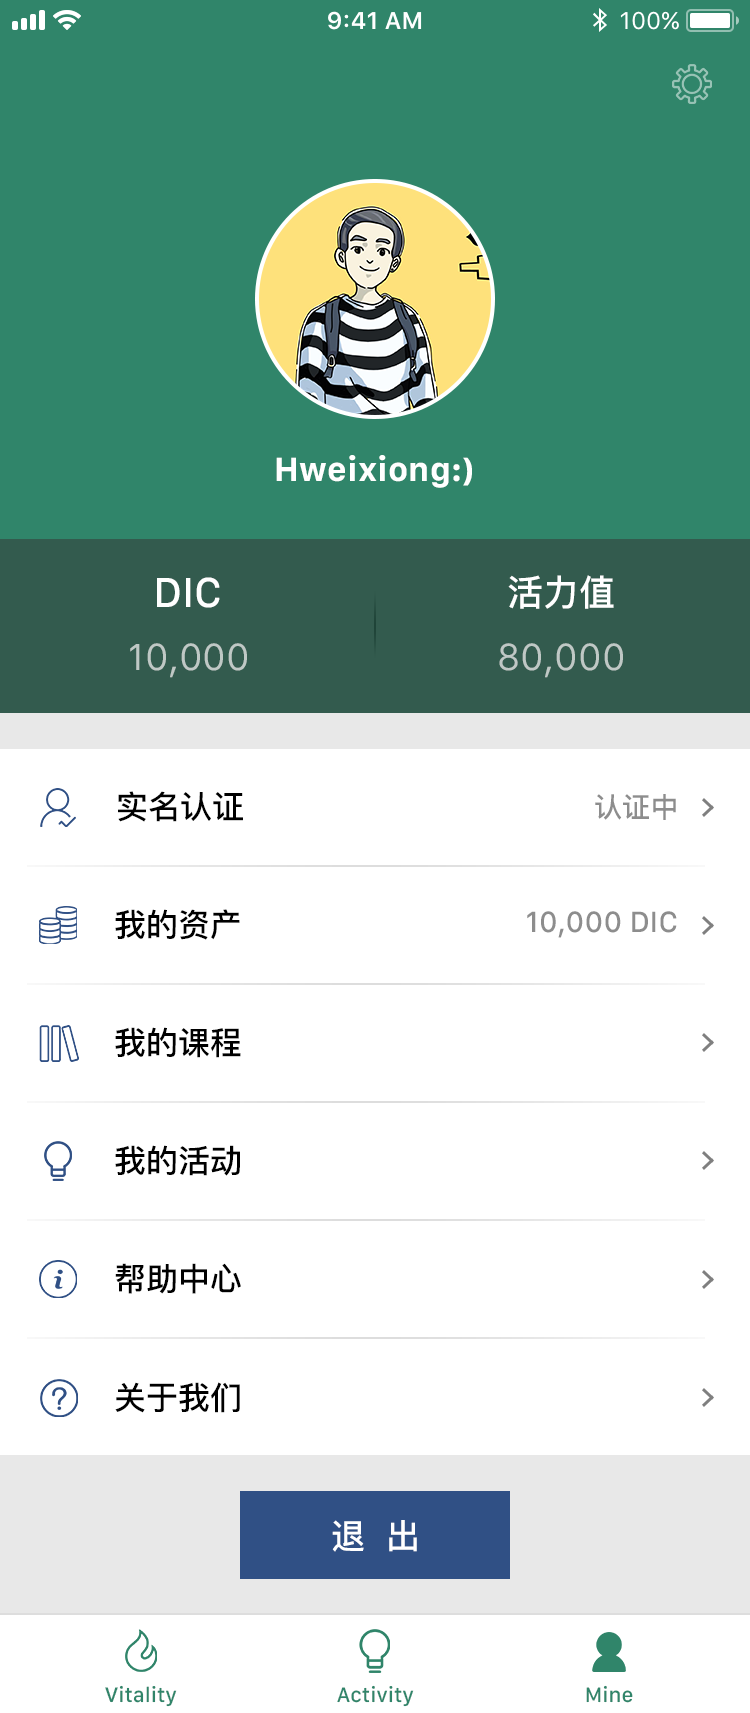 9:41 AM
100%
Hweixiong:)
DIC
活力值
10,000
80,000
实名认证
认证中
我的资产
10,000 DIC
我的课程
我的活动
帮助中心
关于我们
退 出
Vitality
Activity
Mine